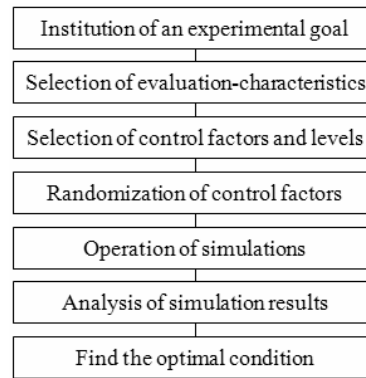 Institution of an experimental goal
Selection of evaluation-characteristics
Selection of control factors and levels
Randomization of control factors
Operation of simulations
Analysis of simulation results
Find the optimal condition